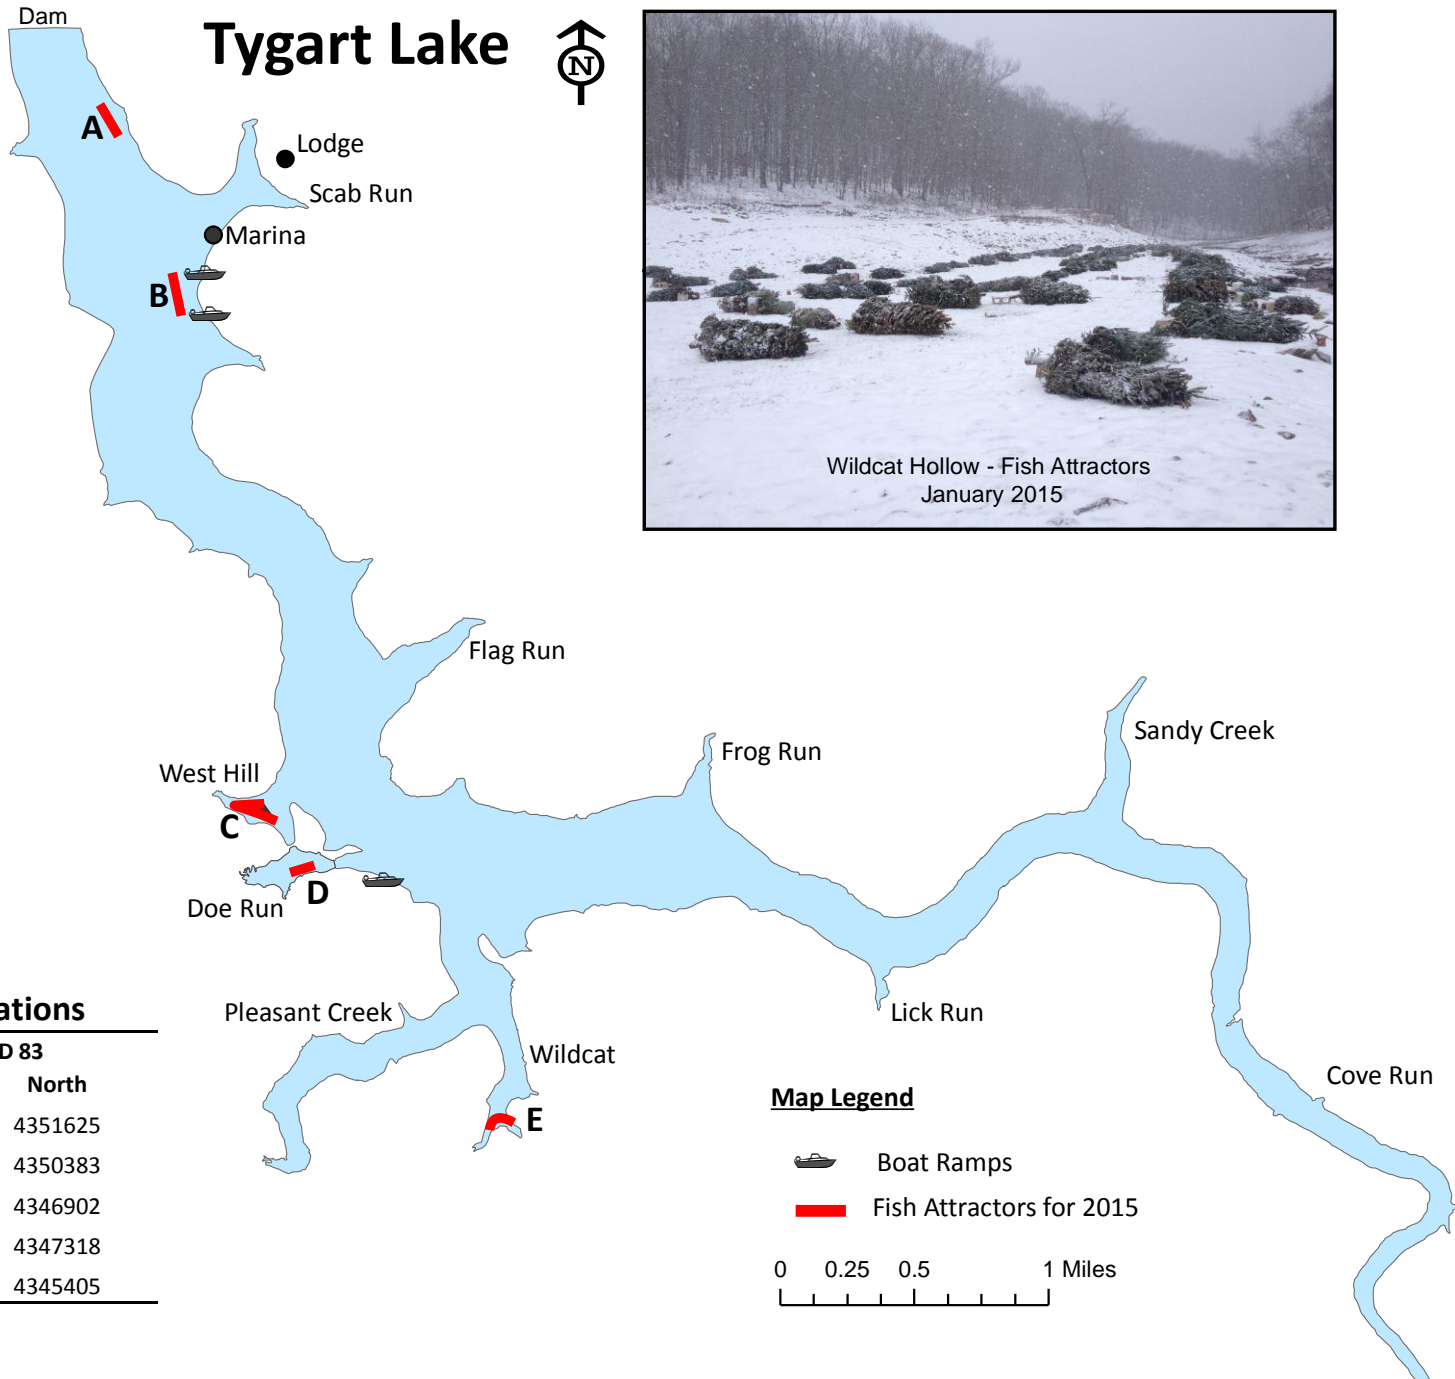 Dam
Tygart Lake
N
A
Lodge
Scab Run
Marina
B
Wildcat Hollow - Fish Attractors
January 2015
Flag Run
Sandy Creek
Frog Run
West Hill
C
D
Doe Run
Pleasant Creek
Lick Run
Wildcat
E
Cove Run
ations
D 83
North
4351625
4350383
4346902
4347318
4345405
Map Legend
Boat Ramps
Fish Attractors for 2015
0 0.25 0.5 1 Miles